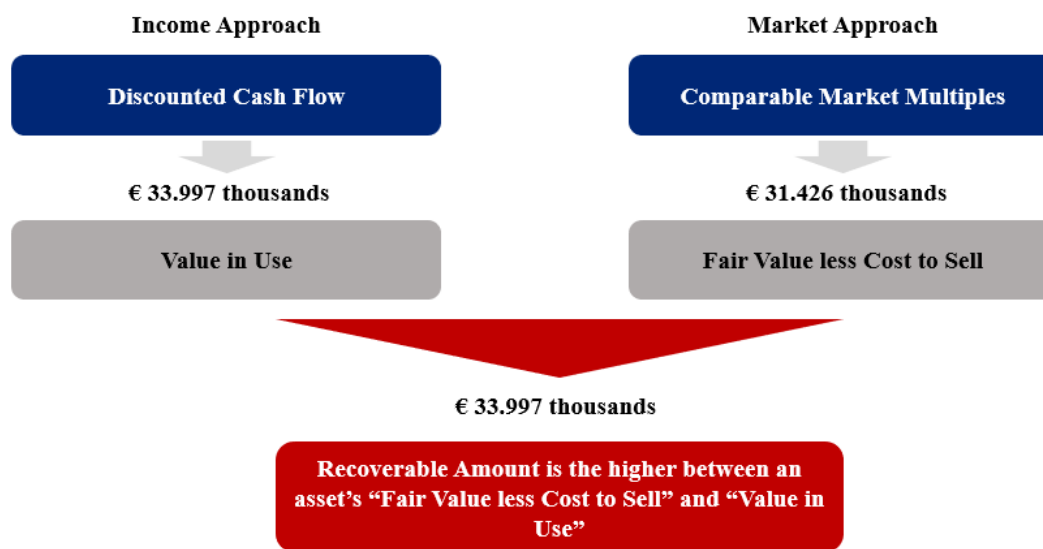 Income Approach
Market Approach
Discounted Cash Flow
Comparable Market Multiples
€ 33.997 thousands
€ 31.426 thousands
Value in Use
Fair Value less Cost to Sell
€ 33.997 thousands
Recoverable Amount is the higher between an
asset’s “Fair Value less Cost to Sell” and “Value in
Use”